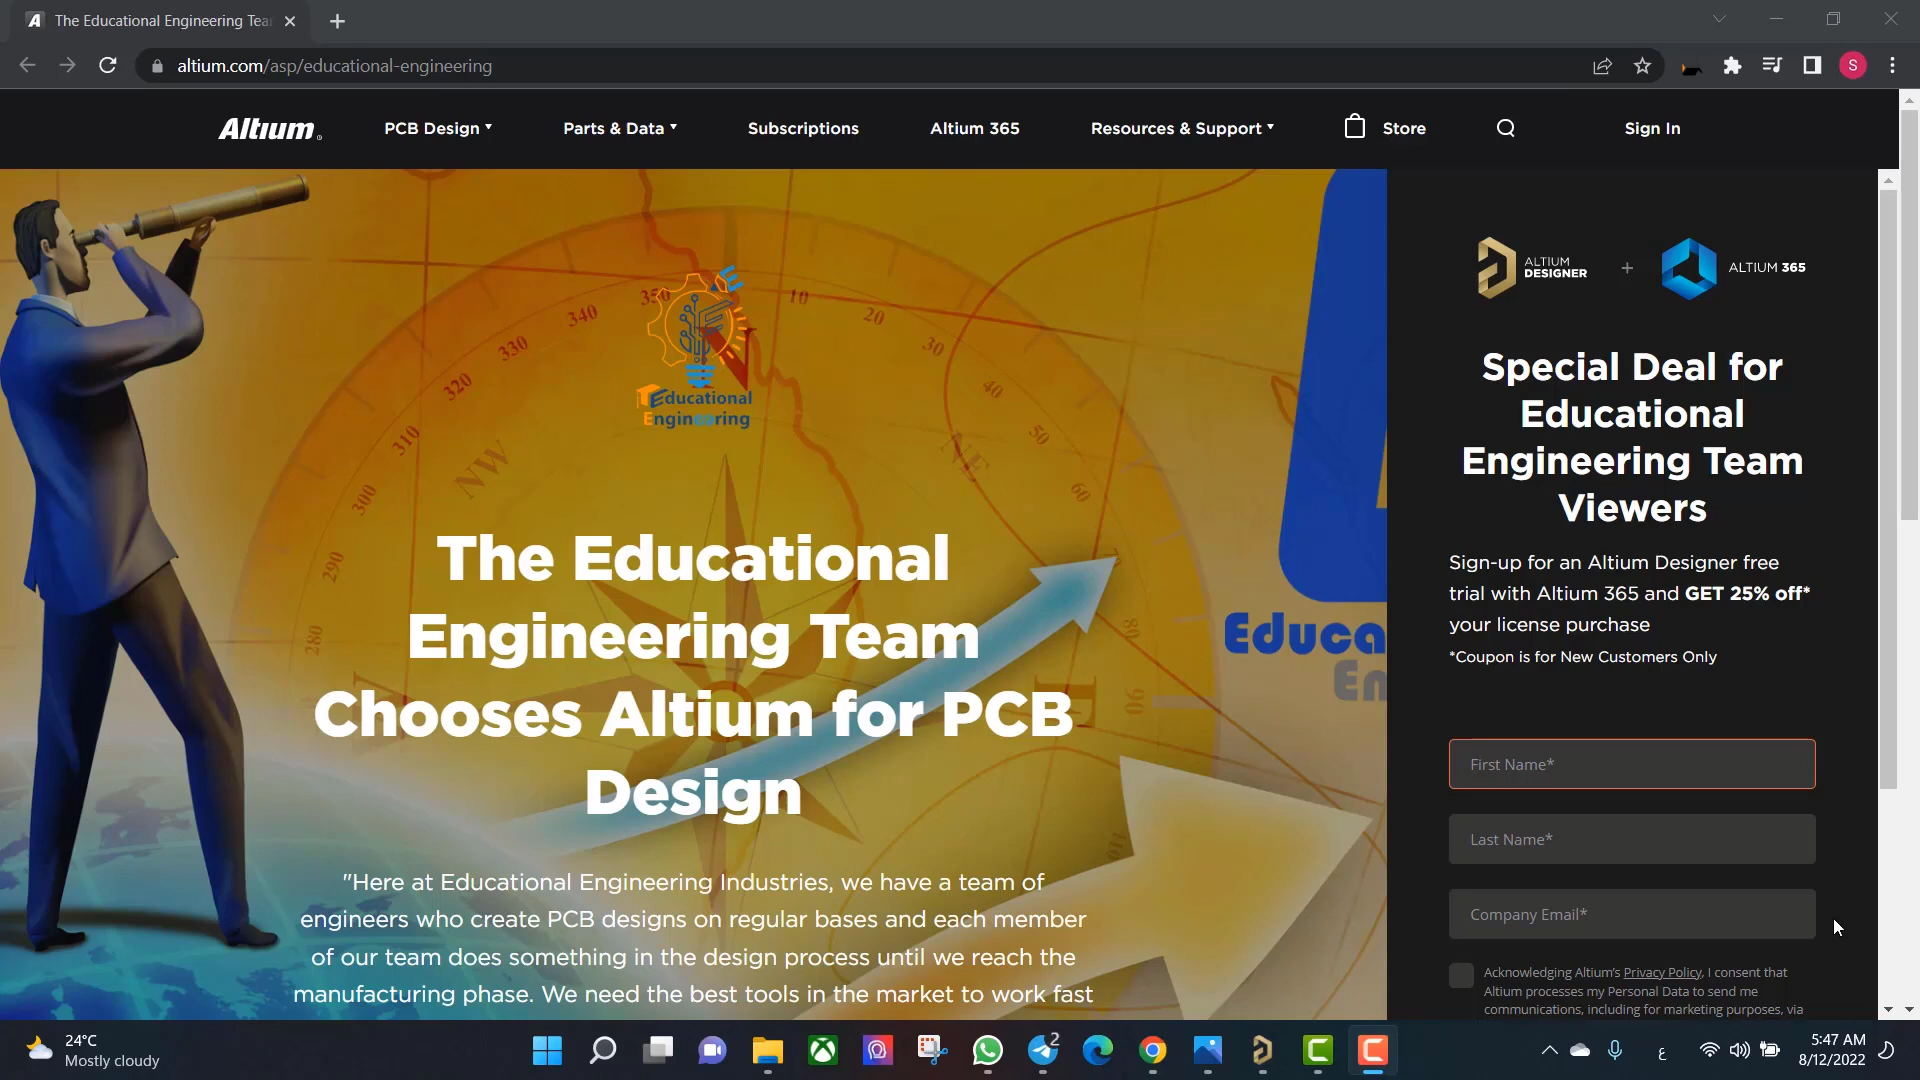 The Educational Engineering Tea
altium.com/asp/educational-engineering
S
Altium
PCB Design
Parts & Data
Subscriptions
Altium 365
Resources & Support
Store
Sign In
350
10
340
20
330
30
320
40
310
50
300
60
290
280
80
90
110
NW
NE
N
E
Educational
Engineering
The Educational
Engineering Team
Chooses Altium for PCB
Design
"Here at Educational Engineering Industries, we have a team of
engineers who create PCB designs on regular bases and each member
of our team does something in the design process until we reach the
manufacturing phase. We need the best tools in the market to work fast
Educa
En
ALTIUM
DESIGNER
+
ALTIUM 365
Special Deal for
Educational
Engineering Team
Viewers
Sign-up for an Altium Designer free
trial with Altium 365 and GET 25% off*
your license purchase
*Coupon is for New Customers Only
First Name*
Last Name*
Company Email*
Acknowledging Altium's Privacy Policy, I consent that
Altium processes my Personal Data to send me
communications, including for marketing purposes, via
24°C
Mostly cloudy
2
ع
5:47 AM
8/12/2022